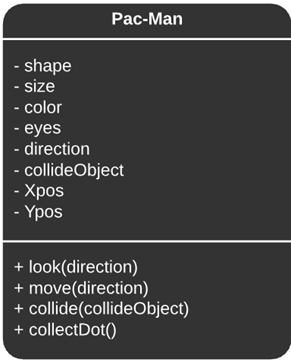 Pac-Man
- shape
- size
- color
- eyes
- direction
- collideObject
- Xpos
- Ypos
+ look(direction)
+ move(direction)
+ collide(collideObject)
+ collectDot()